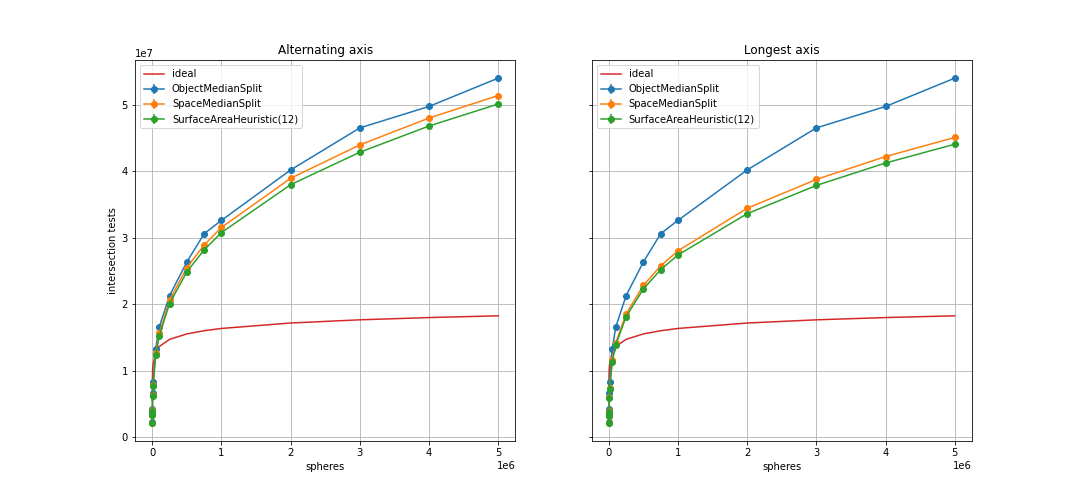 Alternating axis
1e7
ideal
ObjectMedianSplit
SpaceMedianSplit
SurfaceAreaHeuristic(12)
5
4
3
2
1
0
intersection tests
0 1 2 3 4 5
spheres
1e6
Longest axis
ideal
ObjectMedianSplit
SpaceMedianSplit
SurfaceAreaHeuristic(12)
0 1 2 3 4 5
spheres
1e6